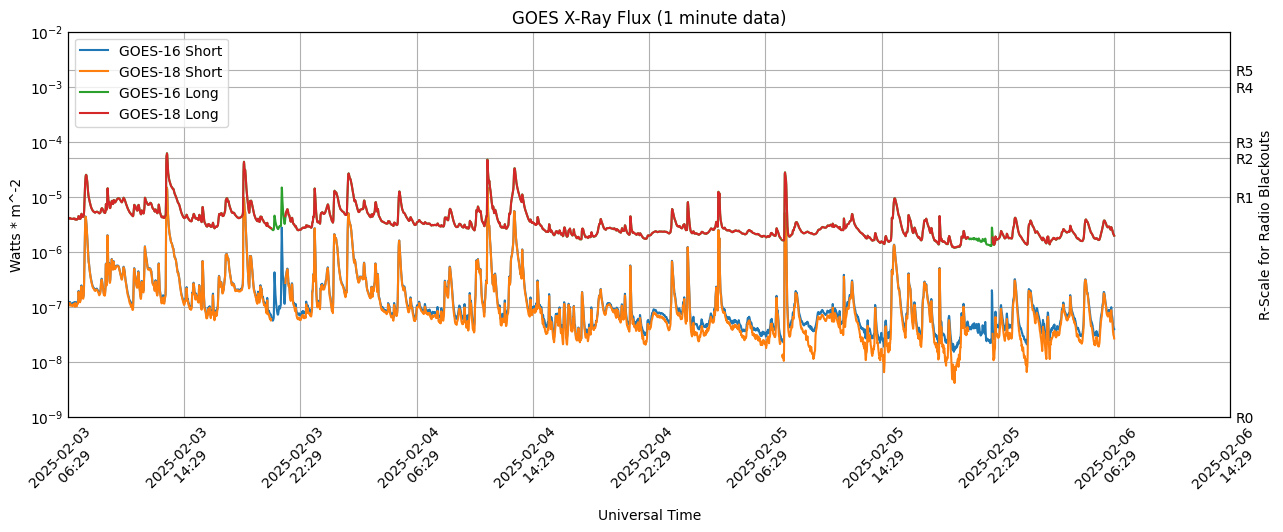 GOES X-Ray Flux (1 minute data)
GOES-16 Short
GOES-18 Short
GOES-16 Long
GOES-18 Long
10^-2
10^-3
10^-4
10^-5
10^-6
10^-7
10^-8
10^-9
Watts * m^-2
R5
R4
R3
R2
R1
R0
R-Scale for Radio Blackouts
2025-02-03
06:29
2025-02-03
14:29
2025-02-03
22:29
2025-02-04
06:29
2025-02-04
14:29
2025-02-04
22:29
2025-02-05
06:29
2025-02-05
14:29
2025-02-05
22:29
2025-02-06
06:29
2025-02-06
14:29
Universal Time